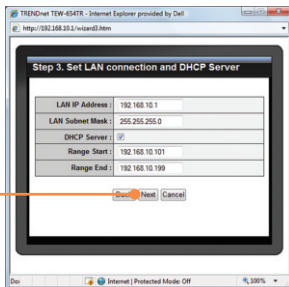 TRENDnet TEW-654TR - Internet Explorer provided by Dell
http://192.168.10.1/wizard3.htm
Step 3. Set LAN connection and DHCP Server
LAN IP Address : 192.168.10.1
LAN Subnet Mask : 255.255.255.0
DHCP Server :
Range Start : 192.168.10.101
Range End : 192.168.10.199
Next Cancel
Internet | Protected Mode: Off 100%